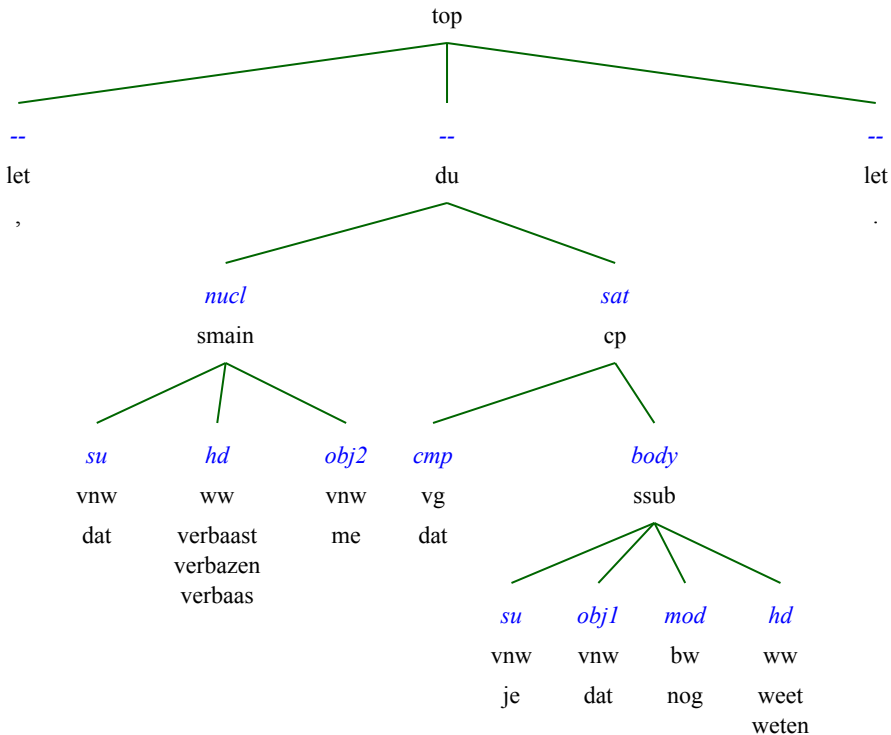 top
-- -- --
let du let
, .
nucl sat
smain cp
su hd obj2 cmp body
vnw ww vnw vg ssub
dat verbaast me dat
verbazen
verbaas
su obj1 mod hd
vnw vnw bw ww
je dat nog weet
weten